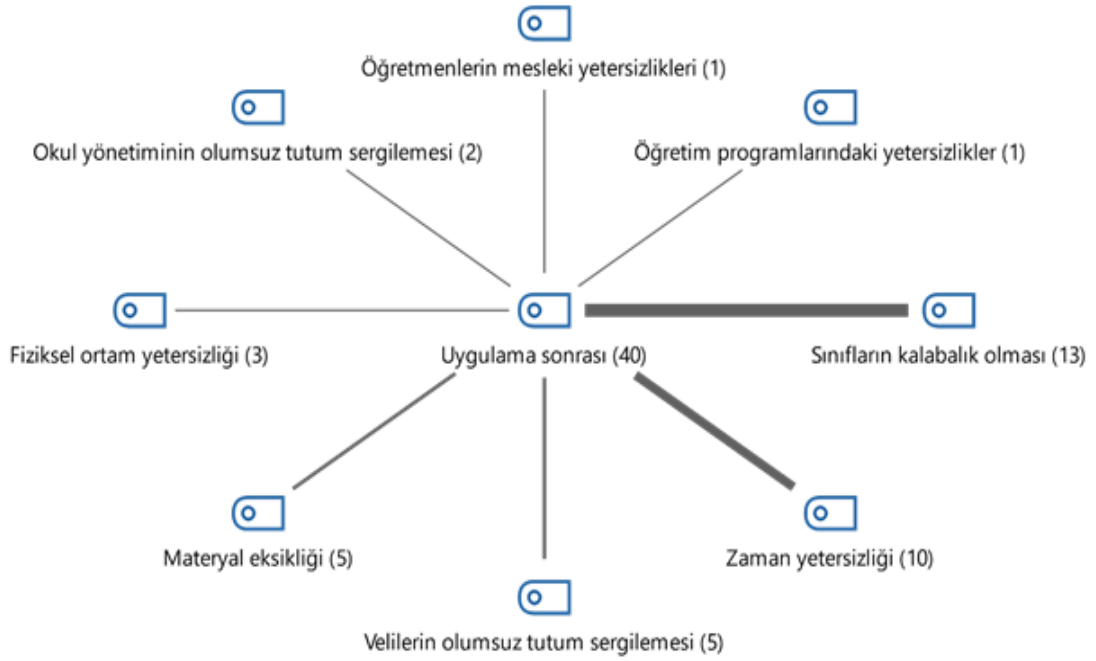 Öğretmenlerin mesleki yetersizlikleri (1)
Okul yönetiminin olumsuz tutum sergilemesi (2)
Öğretim programlarındaki yetersizlikler (1)
Fiziksel ortam yetersizliği (3)
Uygulama sonrası (40)
Sınıfların kalabalık olması (13)
Materyal eksikliği (5)
Zaman yetersizliği (10)
Velilerin olumsuz tutum sergilemesi (5)